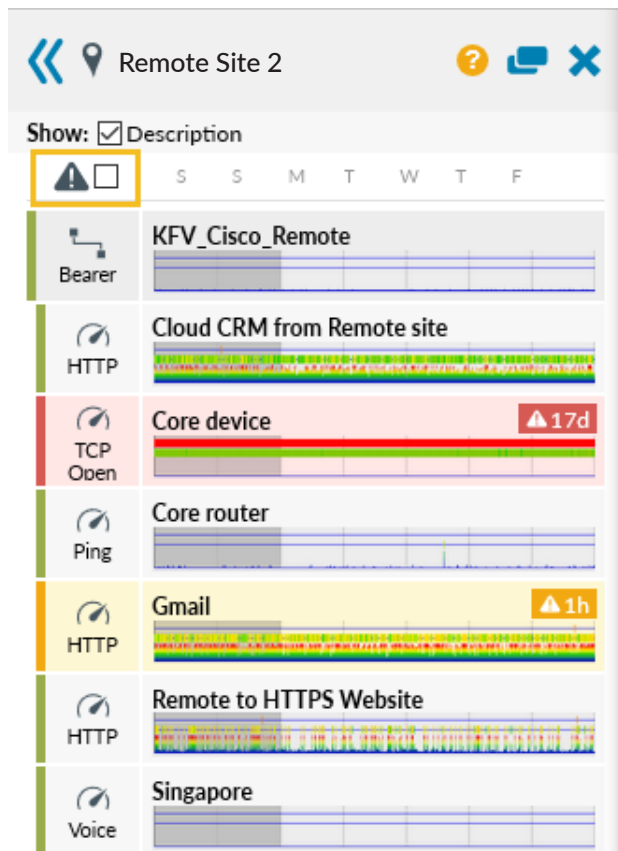 Remote Site 2
?
Show: Description
S S M T W T F
Bearer
KFV_Cisco_Remote
HTTP
Cloud CRM from Remote site
TCP
Open
Core device
17d
Ping
Core router
HTTP
Gmail
1h
HTTP
Remote to HTTPS Website
Voice
Singapore